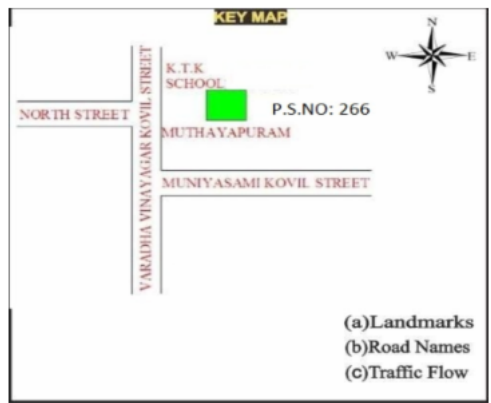 KEY MAP
N
W
E
S
K.T.K
SCHOOL
P.S.NO: 266
NORTH STREET
VARADHA VINAYAGAR KOVIL STREET
MUTHAYAPURAM
MUNIYASAMI KOVIL STREET
(a)Landmarks
(b)Road Names
(c)Traffic Flow